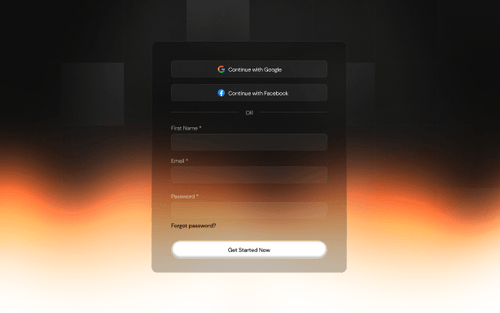 Continue with Google
Continue with Facebook
OR
First Name *
Email *
Password *
Forgot password?
Get Started Now